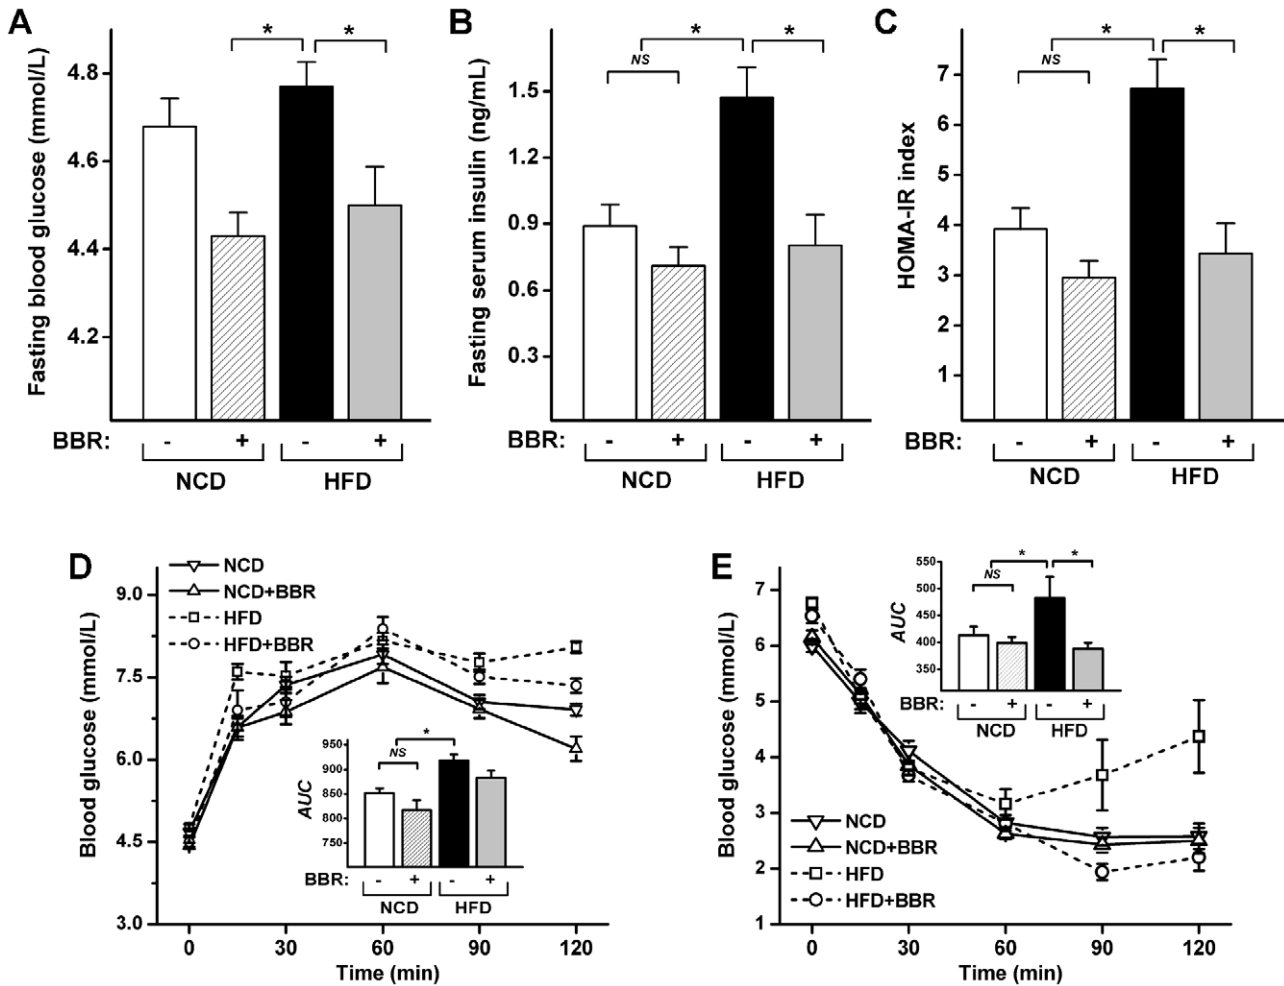 A
Fasting blood glucose (mmol/L)
4.8
4.6
4.4
4.2
* *
BBR: - + - +
NCD HFD
B
Fasting serum insulin (ng/mL)
1.5
1.2
0.9
0.6
0.3
NS * *
BBR: - + - +
NCD HFD
C
HOMA-IR index
7
6
5
4
3
2
1
NS * *
BBR: - + - +
NCD HFD
D
NCD
NCD+BBR
HFD
HFD+BBR
Blood glucose (mmol/L)
9.0
7.5
6.0
4.5
3.0
0 30 60 90 120
Time (min)
AUC
950
900
850
800
750
NS *
BBR: - + - +
NCD HFD
E
Blood glucose (mmol/L)
7
6
5
4
3
2
1
0 30 60 90 120
Time (min)
NCD
NCD+BBR
HFD
HFD+BBR
AUC
550
500
450
400
350
NS * *
BBR: - + - +
NCD HFD